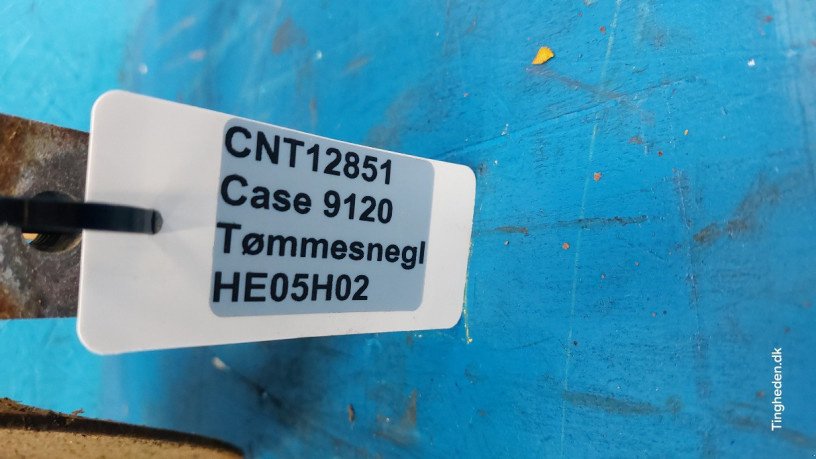 CNT12851
Case 9120
Tømmesnegl
HE05H02
Tingheden.dk